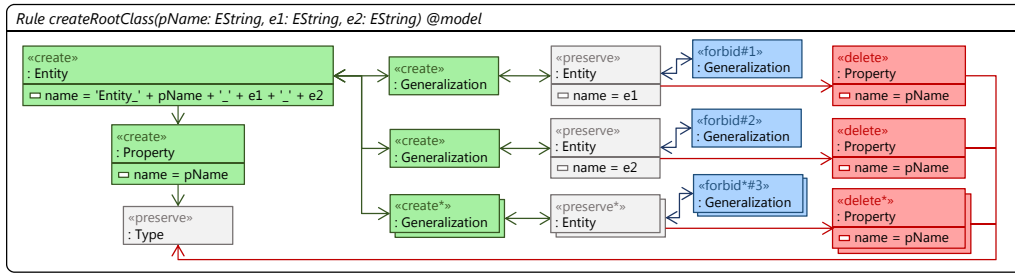 Rule createRootClass(pName: EString, e1: EString, e2: EString) @model
«create»
: Entity
name = 'Entity_' + pName + '_' + e1 + '_' + e2
«create»
: Generalization
«preserve»
: Entity
name = e1
«forbid#1»
: Generalization
«delete»
: Property
name = pName
«create»
: Property
name = pName
«create»
: Generalization
«preserve»
: Entity
name = e2
«forbid#2»
: Generalization
«delete»
: Property
name = pName
«preserve»
: Type
«create*»
: Generalization
«preserve*»
: Entity
«forbid*#3»
: Generalization
«delete*»
: Property
name = pName